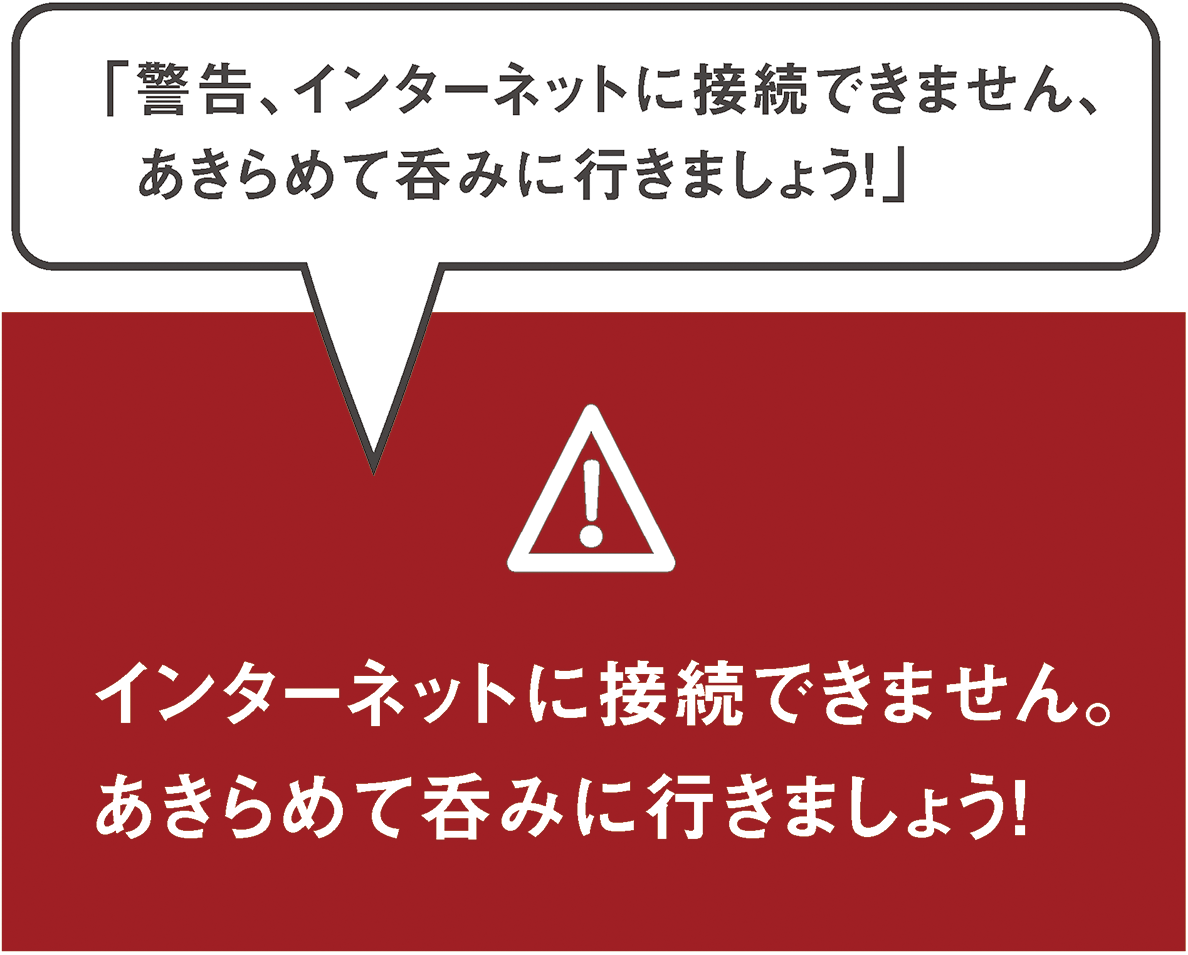 「警告、インターネットに接続できません、
あきらめて呑みに行きましょう!」
インターネットに接続できません。
あきらめて呑みに行きましょう!